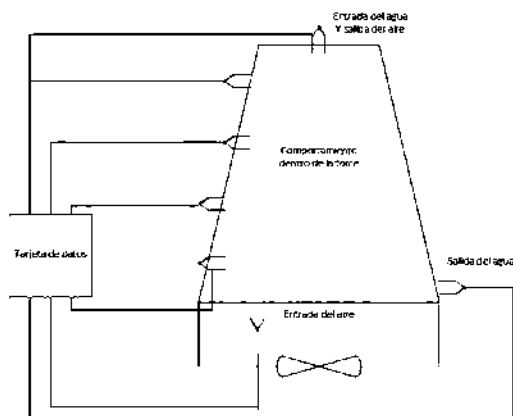 Entrada del agua
Y salida del aire
Comportamiento
dentro de la torre
Tarjeta de datos
Salida del agua
Entrada del aire